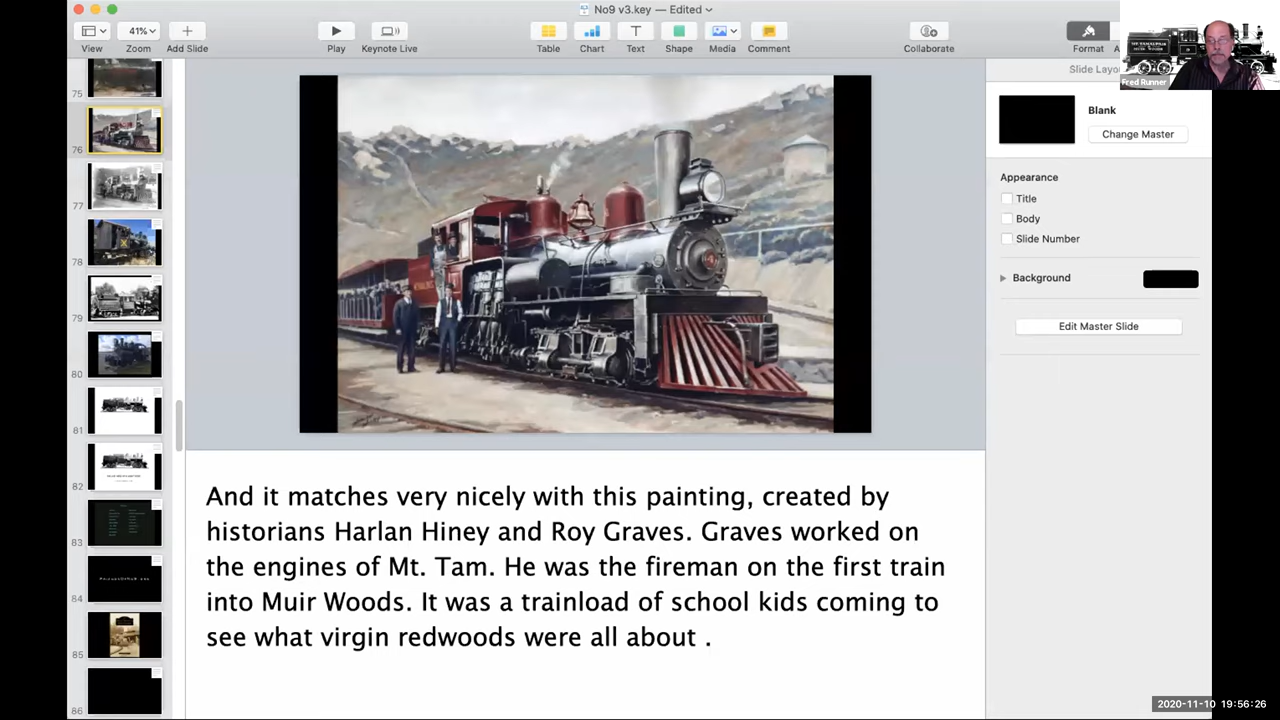 No9 v3.key — Edited
41%
View
Zoom
Add Slide
Play
Keynote Live
Table
Chart
Text
Shape
Media
Comment
Collaborate
Format
A
Slide Layo
Fred Runner
Blank
Change Master
Appearance
Title
Body
Slide Number
Background
Edit Master Slide
75
76
77
78
79
80
81
82
83
84
85
86
And it matches very nicely with this painting, created by
historians Harlan Hiney and Roy Graves. Graves worked on
the engines of Mt. Tam. He was the fireman on the first train
into Muir Woods. It was a trainload of school kids coming to
see what virgin redwoods were all about .
2020-11-10 19:56:26